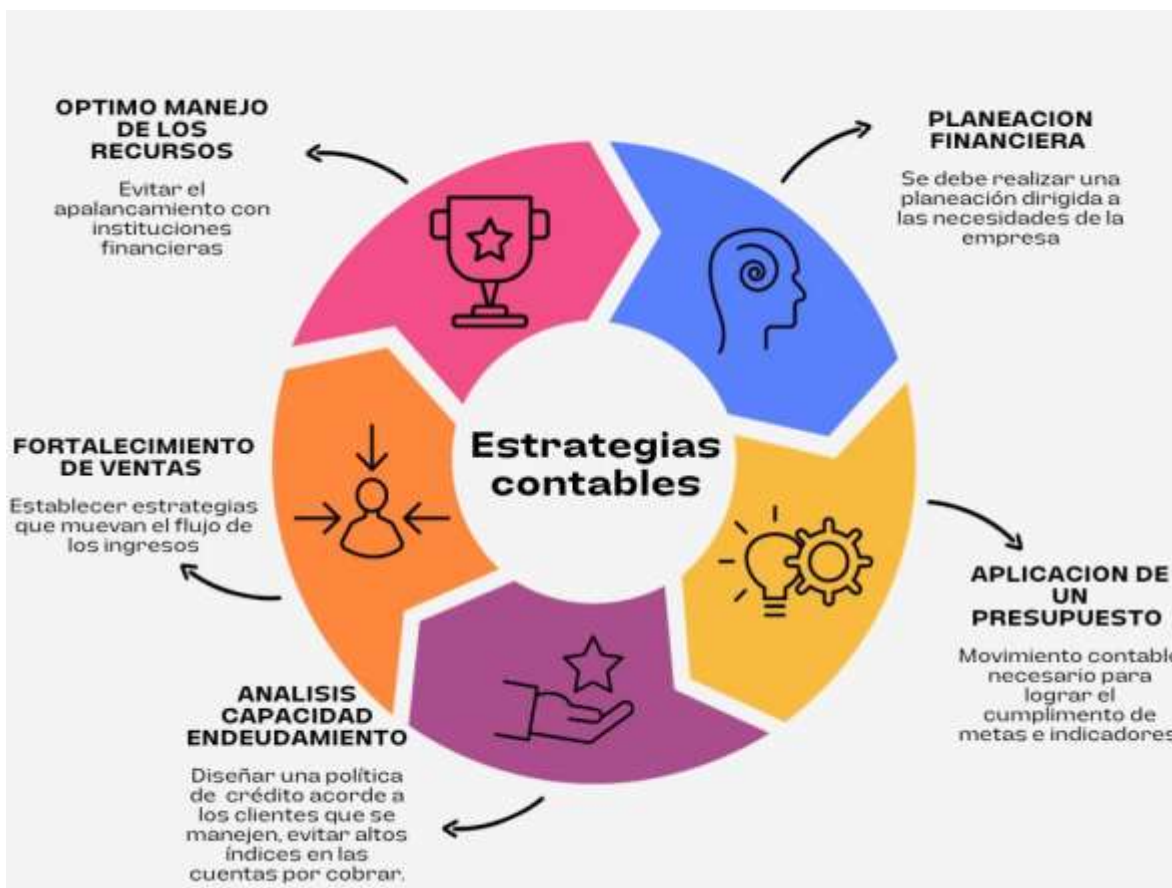 OPTIMO MANEJO
DE LOS
RECURSOS
Evitar el
apalancamiento con
instituciones
financieras
PLANEACION
FINANCIERA
Se debe realizar una
planeación dirigida a
las necesidades de la
empresa
Estrategias
contables
FORTALECIMIENTO
DE VENTAS
Establecer estrategias
que muevan el flujo de
los ingresos
APLICACION DE
UN
PRESUPUESTO
Movimiento contable
necesario para
lograr el
cumplimento de
metas e indicadores
ANALISIS
CAPACIDAD
ENDEUDAMIENTO
Diseñar una política
de crédito acorde a
los clientes que se
manejen, evitar altos
índices en las
cuentas por cobrar.